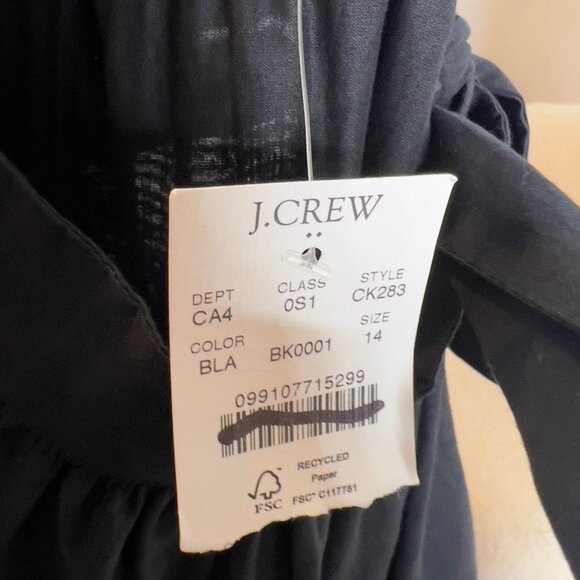 J.CREW
DEPT CLASS STYLE
CA4 0S1 CK283
COLOR SIZE
BLA BK0001 14
099107715299
RECYCLED
Paper
FSC FSC® C117781